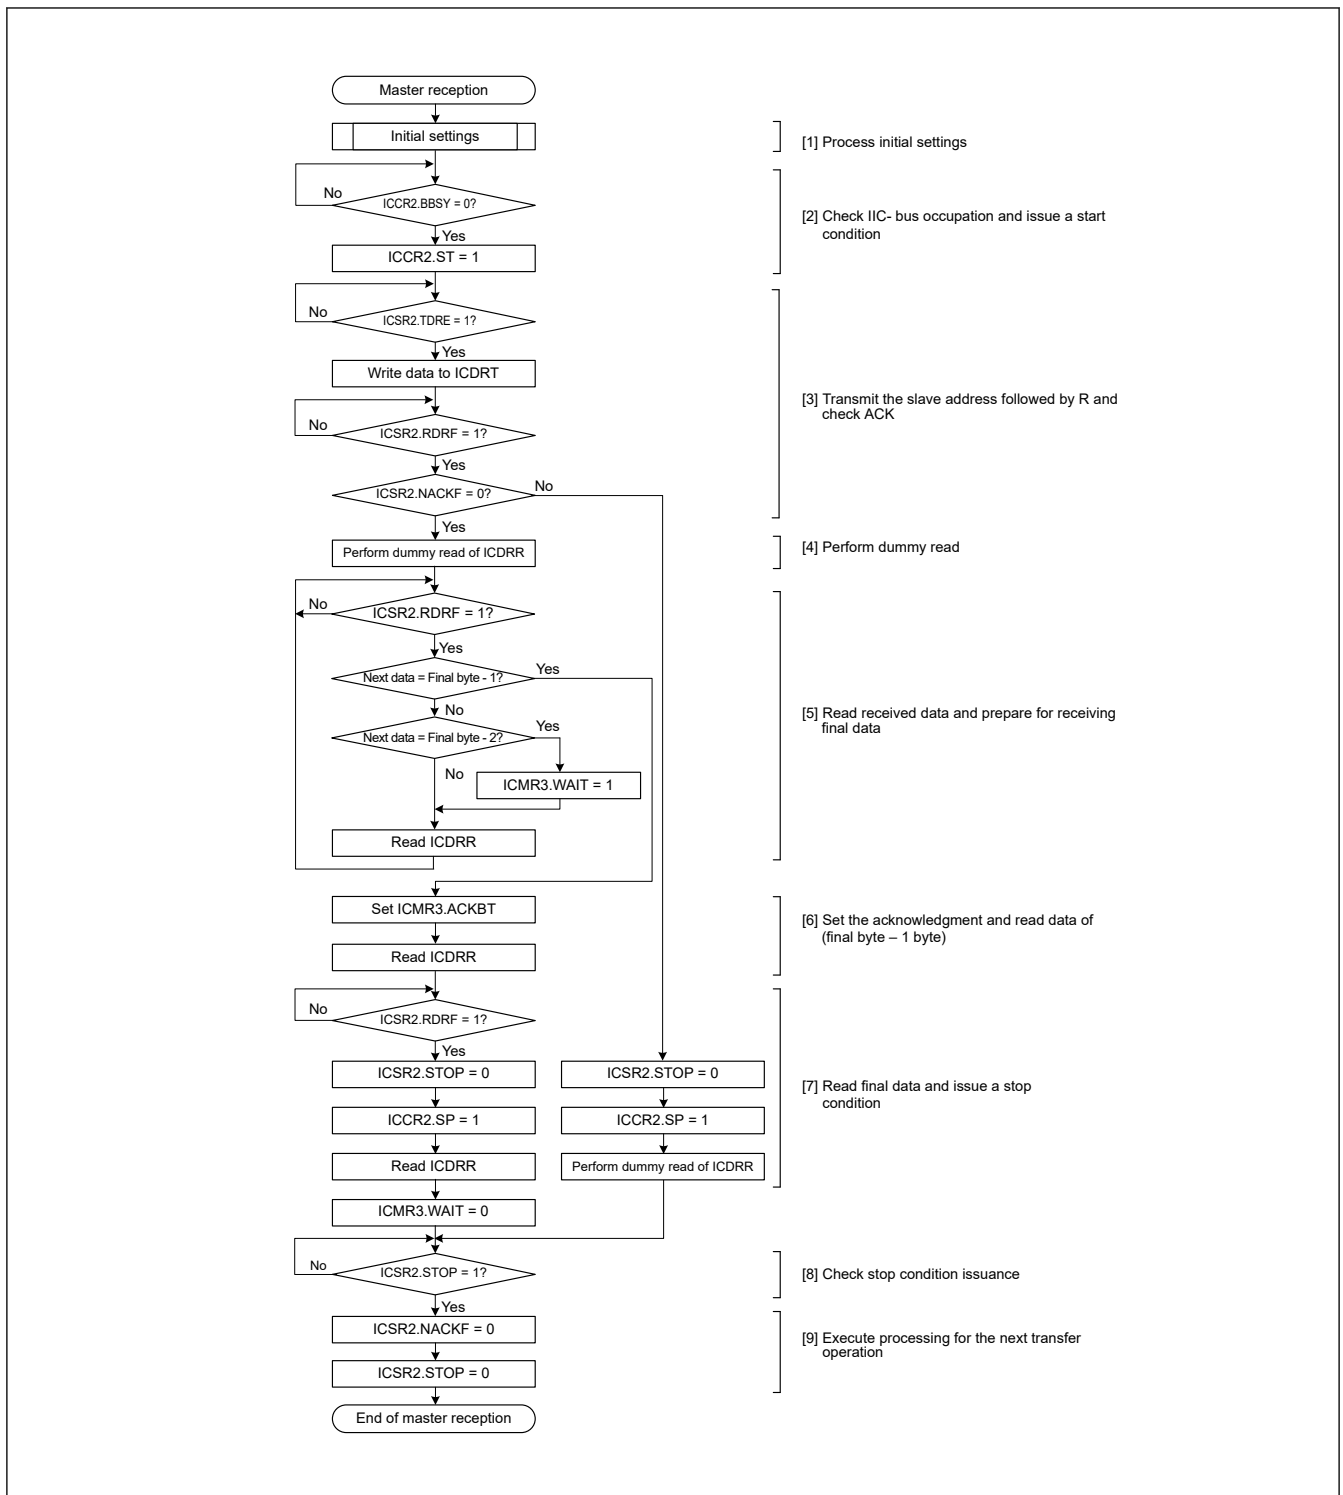 Master reception
Initial settings
[1] Process initial settings
No
ICCR2.BBSY = 0?
Yes
[2] Check IIC- bus occupation and issue a start
condition
ICCR2.ST = 1
No
ICSR2.TDRE = 1?
Yes
Write data to ICDRT
[3] Transmit the slave address followed by R and
check ACK
No
ICSR2.RDRF = 1?
Yes
ICSR2.NACKF = 0?
No
Yes
Perform dummy read of ICDRR
[4] Perform dummy read
No
ICSR2.RDRF = 1?
Yes
Next data = Final byte - 1?
Yes
No
Next data = Final byte - 2?
Yes
[5] Read received data and prepare for receiving
final data
No
ICMR3.WAIT = 1
Read ICDRR
Set ICMR3.ACKBT
[6] Set the acknowledgment and read data of
(final byte – 1 byte)
Read ICDRR
No
ICSR2.RDRF = 1?
Yes
ICSR2.STOP = 0
ICSR2.STOP = 0
[7] Read final data and issue a stop
condition
ICCR2.SP = 1
ICCR2.SP = 1
Read ICDRR
Perform dummy read of ICDRR
ICMR3.WAIT = 0
No
ICSR2.STOP = 1?
[8] Check stop condition issuance
Yes
ICSR2.NACKF = 0
[9] Execute processing for the next transfer
operation
ICSR2.STOP = 0
End of master reception